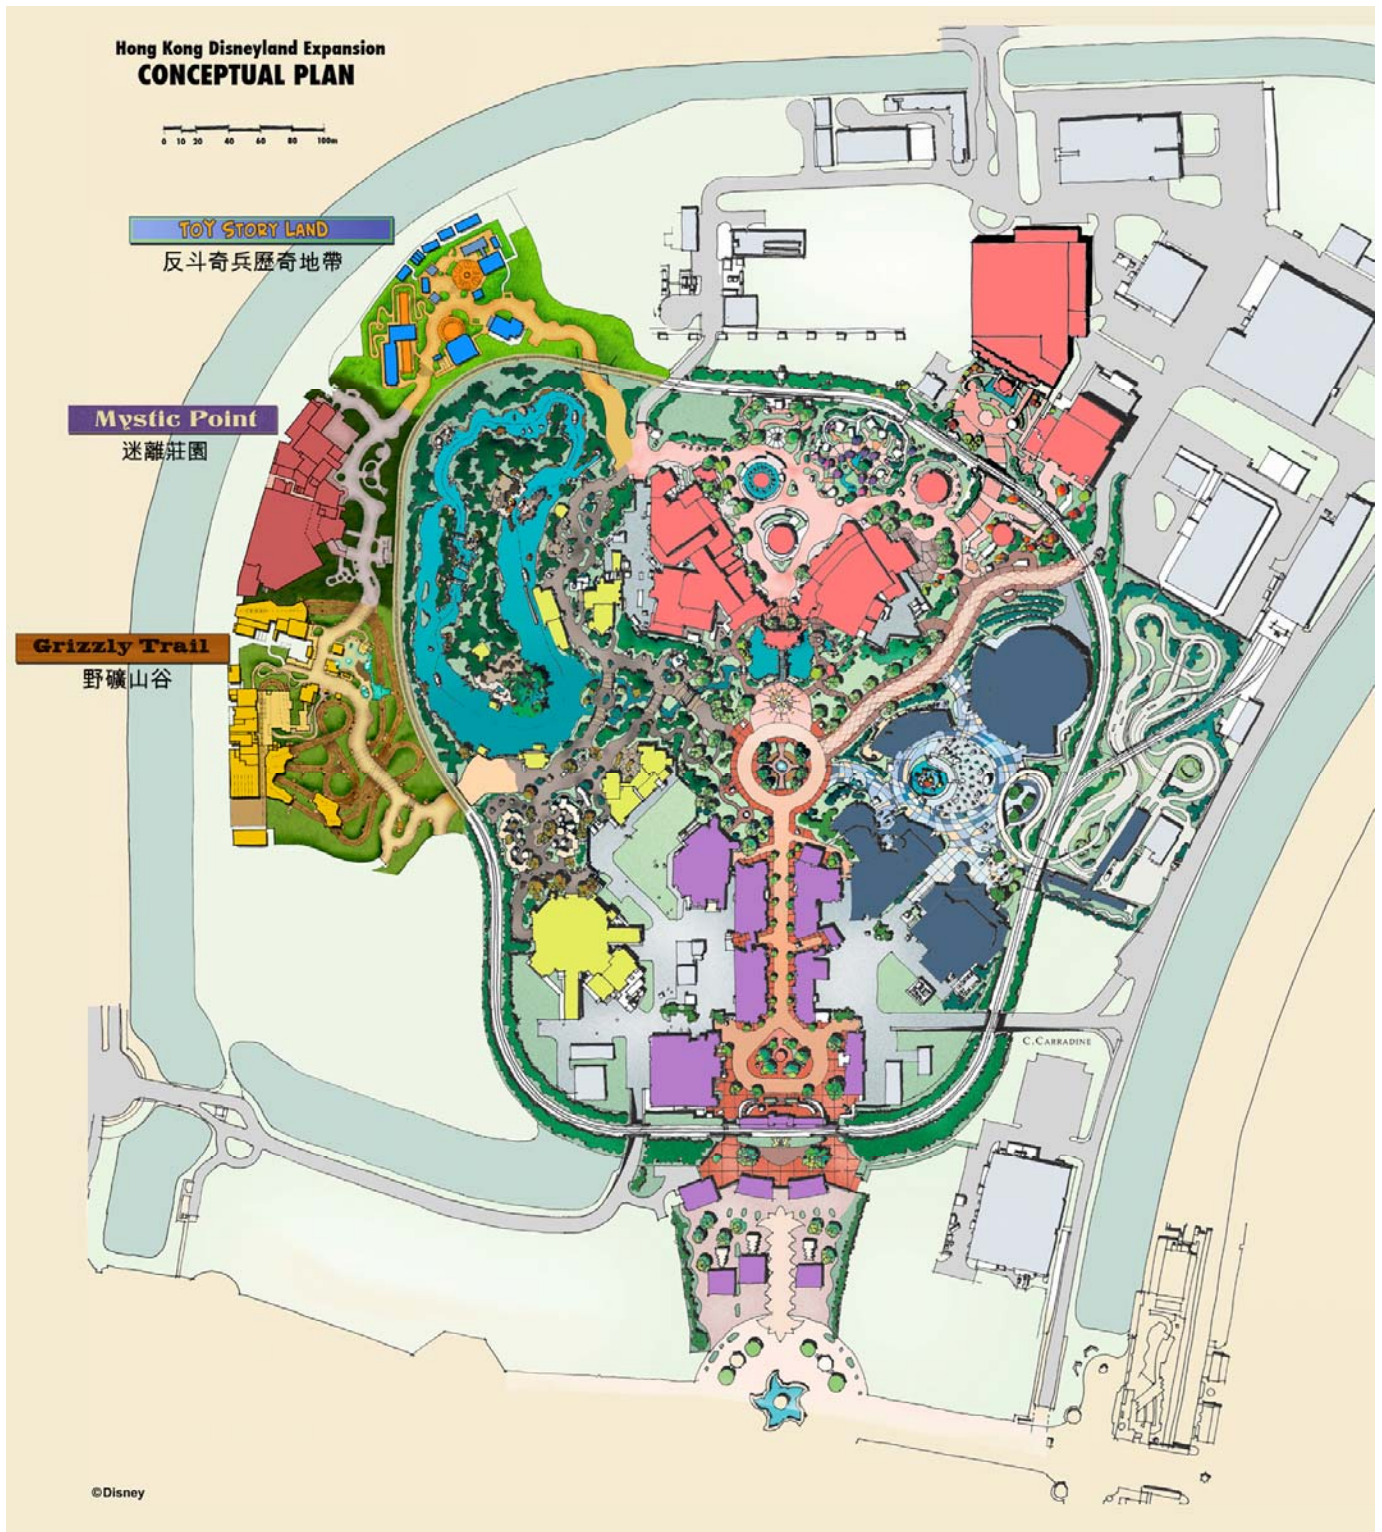 Hong Kong Disneyland Expansion
CONCEPTUAL PLAN
0 10 20 40 60 80 100m
TOY STORY LAND
反斗奇兵歷奇地帶
Mystic Point
迷離莊園
Grizzly Trail
野礦山谷
C. CARRADINE
©Disney